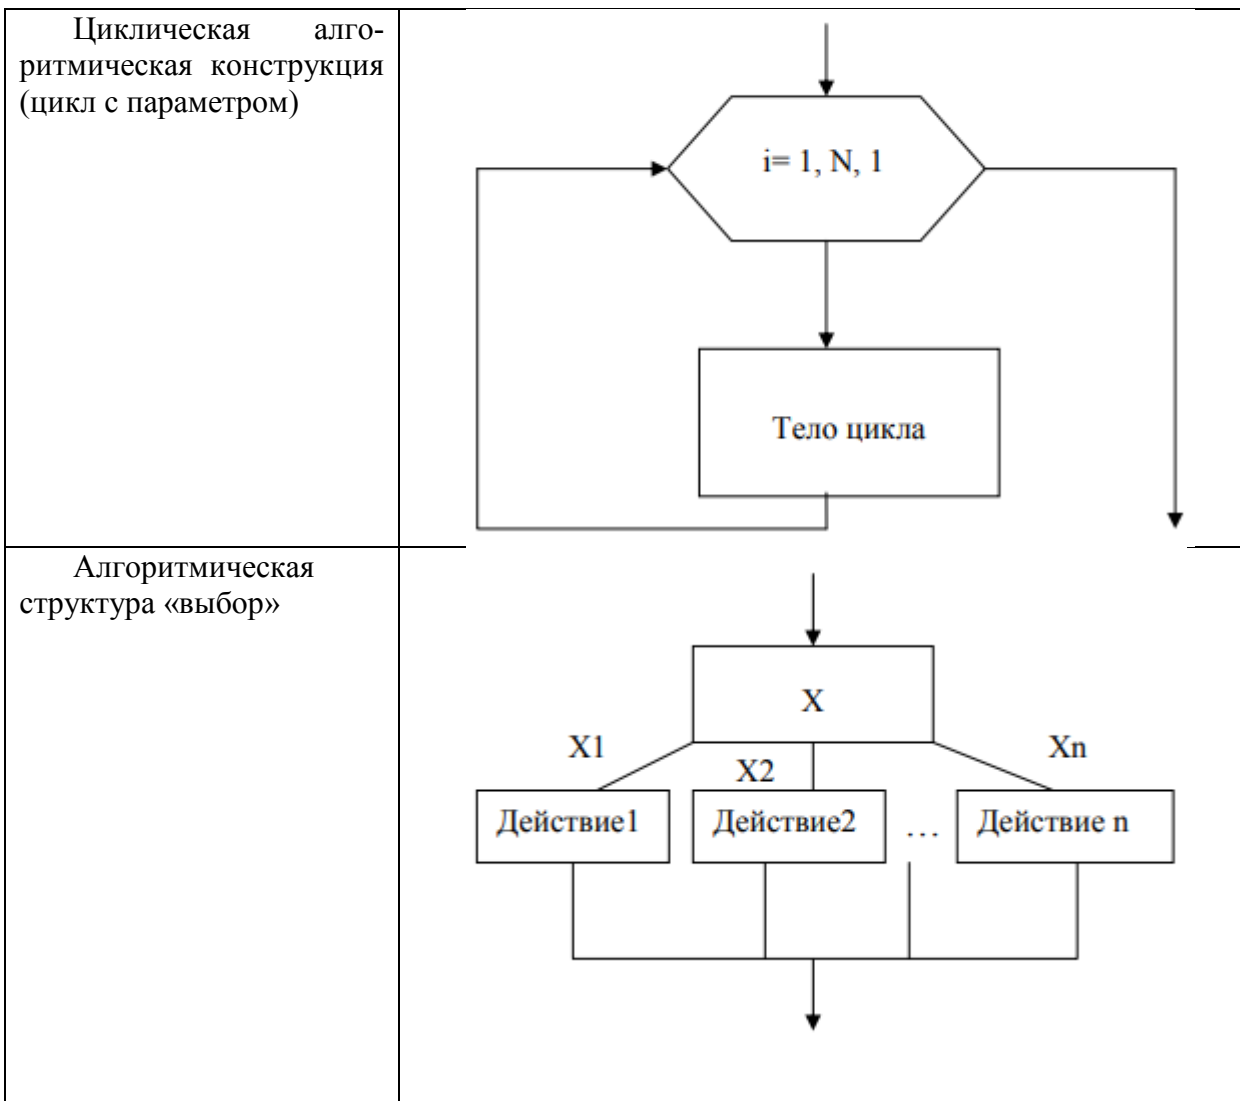 Циклическая алго-
ритмическая конструкция
(цикл с параметром)
i= 1, N, 1
Тело цикла
Алгоритмическая
структура «выбор»
X
X1
X2
Xn
Действие1
Действие2
…
Действие n